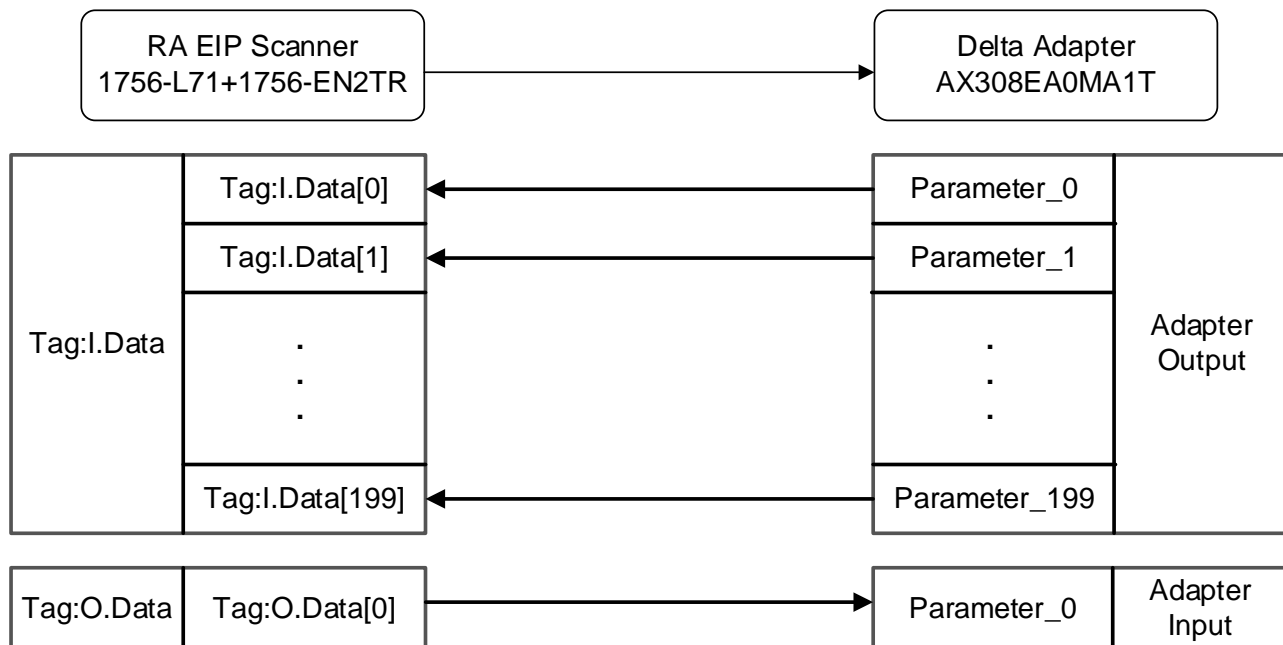 RA EIP Scanner
1756-L71+1756-EN2TR
Delta Adapter
AX308EA0MA1T
Tag:I.Data
Tag:I.Data[0]
Parameter_0
Tag:I.Data[1]
Parameter_1
.
.
.
.
.
.
Tag:I.Data[199]
Parameter_199
Adapter
Output
Tag:O.Data
Tag:O.Data[0]
Parameter_0
Adapter
Input